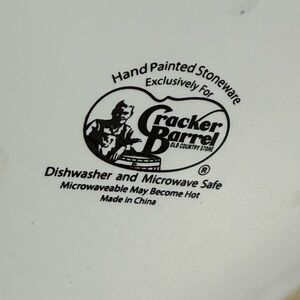 Hand Painted Stoneware
Exclusively For
Cracker
Barrel
OLD COUNTRY STORE
®
Dishwasher and Microwave Safe
Microwaveable May Become Hot
Made in China